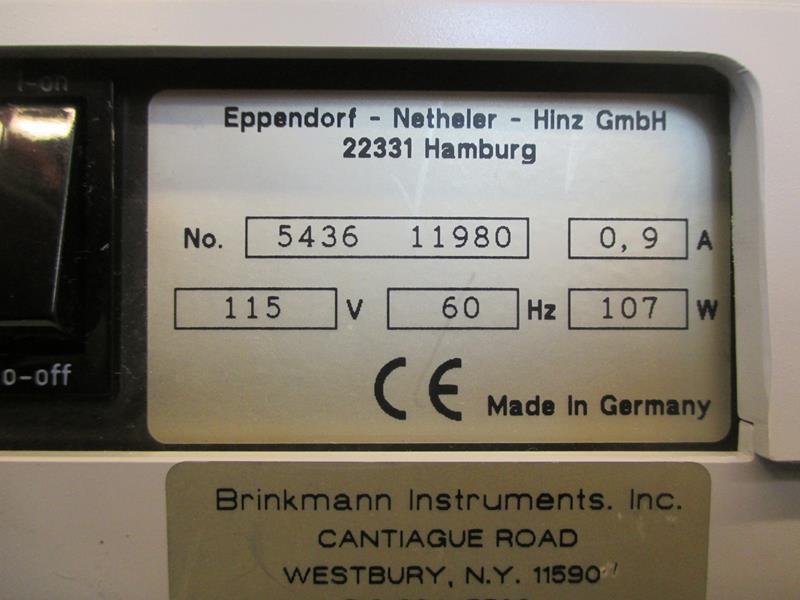 I-on
Eppendorf - Netheler - Hinz GmbH
22331 Hamburg
No. 5436 11980 0,9 A
115 V 60 Hz 107 W
o-off
CE Made in Germany
Brinkmann Instruments. Inc.
CANTIAGUE ROAD
WESTBURY, N.Y. 11590